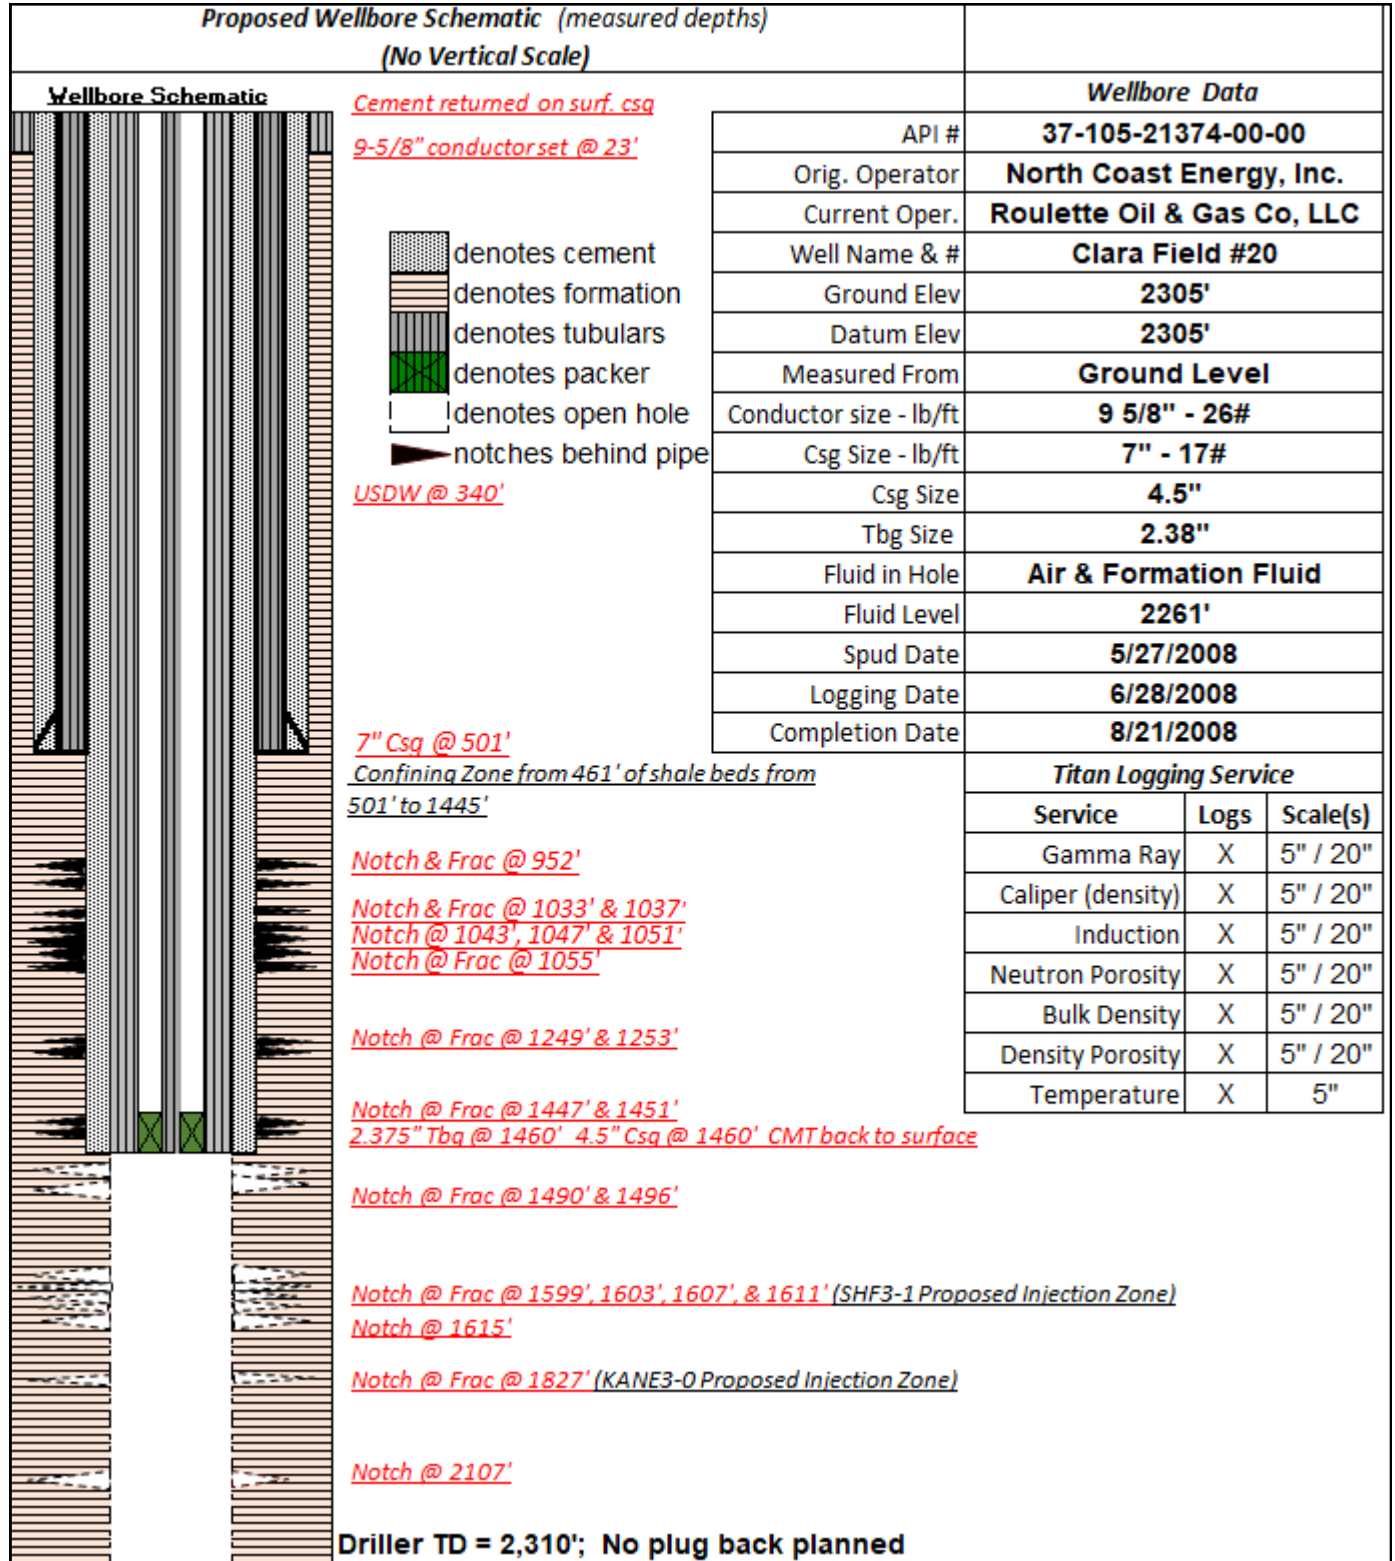 Proposed Wellbore Schematic (measured depths)
(No Vertical Scale)
Wellbore Schematic
Cement returned on surf. csg
9-5/8" conductor set @ 23'
denotes cement
denotes formation
denotes tubulars
denotes packer
denotes open hole
notches behind pipe
USDW @ 340'
7" Csg @ 501'
Confining Zone from 461' of shale beds from
501' to 1445'
Notch & Frac @ 952'
Notch & Frac @ 1033' & 1037'
Notch @ 1043', 1047' & 1051'
Notch @ Frac @ 1055'
Notch @ Frac @ 1249' & 1253'
Notch @ Frac @ 1447' & 1451'
2.375" Tbg @ 1460' 4.5" Csg @ 1460' CMT back to surface
Notch @ Frac @ 1490' & 1496'
Notch @ Frac @ 1599', 1603', 1607', & 1611' (SHF3-1 Proposed Injection Zone)
Notch @ 1615'
Notch @ Frac @ 1827' (KANE3-0 Proposed Injection Zone)
Notch @ 2107'
Driller TD = 2,310'; No plug back planned
Wellbore Data
API # 37-105-21374-00-00
Orig. Operator North Coast Energy, Inc.
Current Oper. Roulette Oil & Gas Co, LLC
Well Name & # Clara Field #20
Ground Elev 2305'
Datum Elev 2305'
Measured From Ground Level
Conductor size - lb/ft 9 5/8" - 26#
Csg Size - lb/ft 7" - 17#
Csg Size 4.5"
Tbg Size 2.38"
Fluid in Hole Air & Formation Fluid
Fluid Level 2261'
Spud Date 5/27/2008
Logging Date 6/28/2008
Completion Date 8/21/2008
Titan Logging Service
Service Logs Scale(s)
Gamma Ray X 5" / 20"
Caliper (density) X 5" / 20"
Induction X 5" / 20"
Neutron Porosity X 5" / 20"
Bulk Density X 5" / 20"
Density Porosity X 5" / 20"
Temperature X 5"